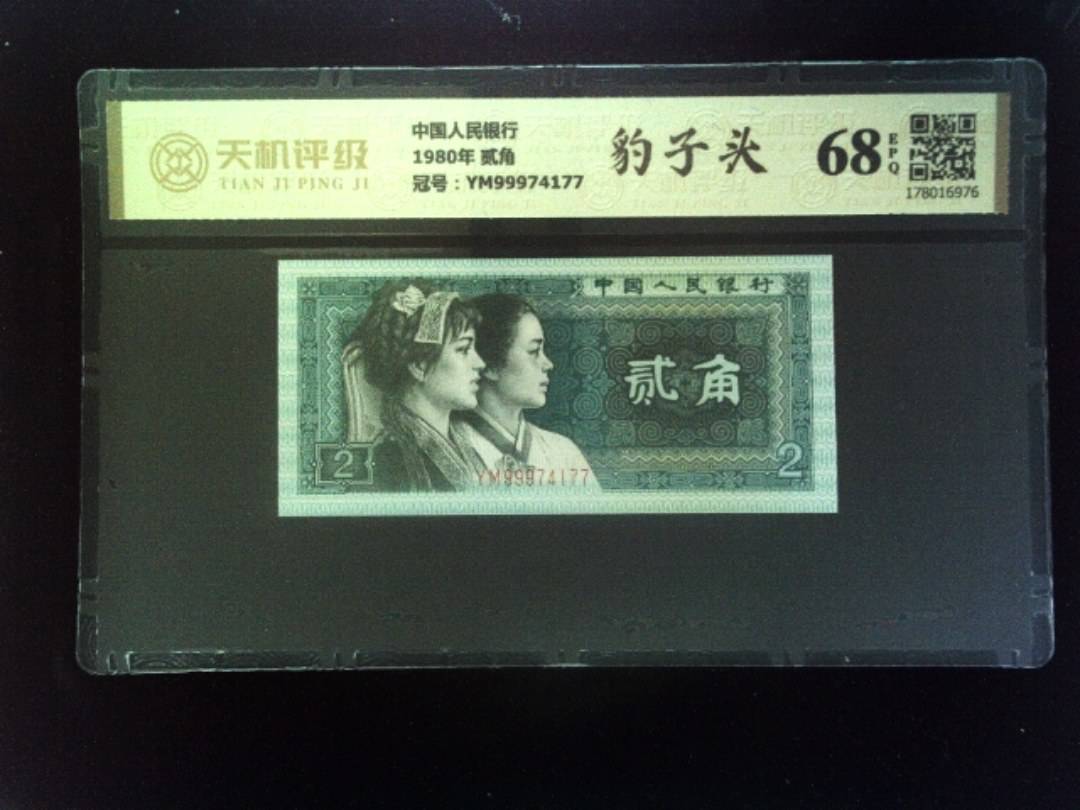 天机评级
TIAN JI PING JI
中国人民银行
1980年 贰角
冠号：YM99974177
豹子头
68
EPQ
178016976
中国人民银行
贰角
2
2
YM99974177